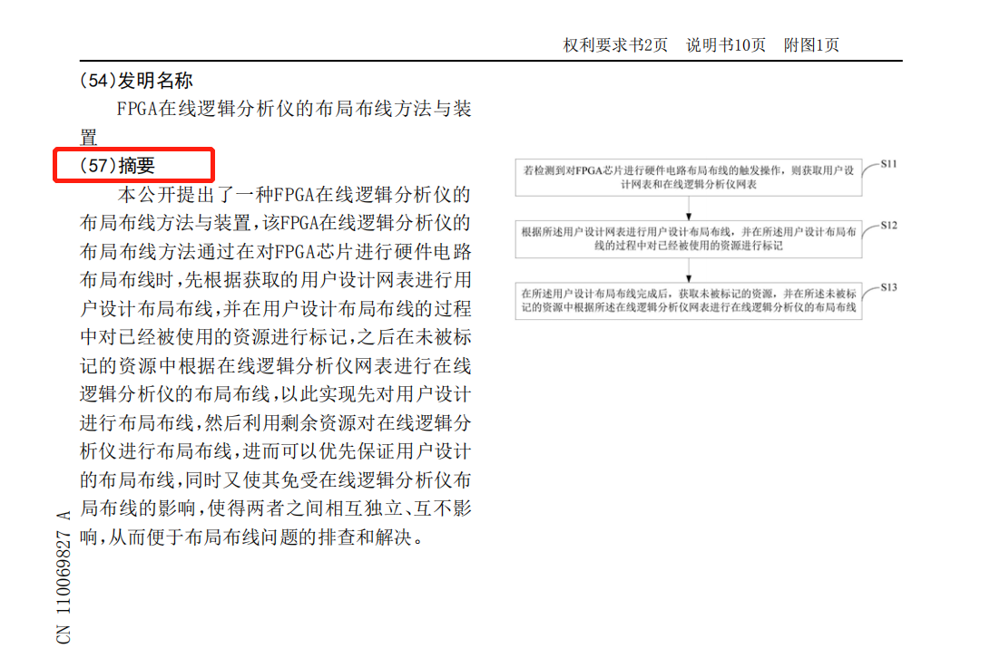 权利要求书2页 说明书10页 附图1页
(54)发明名称
FPGA在线逻辑分析仪的布局布线方法与装
置
(57)摘要
本公开提出了一种FPGA在线逻辑分析仪的
布局布线方法与装置,该FPGA在线逻辑分析仪的
布局布线方法通过在对FPGA芯片进行硬件电路
布局布线时,先根据获取的用户设计网表进行用
户设计布局布线,并在用户设计布局布线的过程
中对已经被使用的资源进行标记,之后在未被标
记的资源中根据在线逻辑分析仪网表进行在线
逻辑分析仪的布局布线,以此实现先对用户设计
进行布局布线,然后利用剩余资源对在线逻辑分
析仪进行布局布线,进而可以优先保证用户设计
的布局布线,同时又使其免受在线逻辑分析仪布
局布线的影响,使得两者之间相互独立、互不影
响,从而便于布局布线问题的排查和解决。
若检测到对FPGA芯片进行硬件电路布局布线的触发操作，则获取用户设
计网表和在线逻辑分析仪网表
S11
根据所述用户设计网表进行用户设计布局布线，并在所述用户设计布局布
线的过程中对已经被使用的资源进行标记
S12
在所述用户设计布局布线完成后，获取未被标记的资源，并在所述未被标
记的资源中根据所述在线逻辑分析仪网表进行在线逻辑分析仪的布局布线
S13
CN 110069827 A